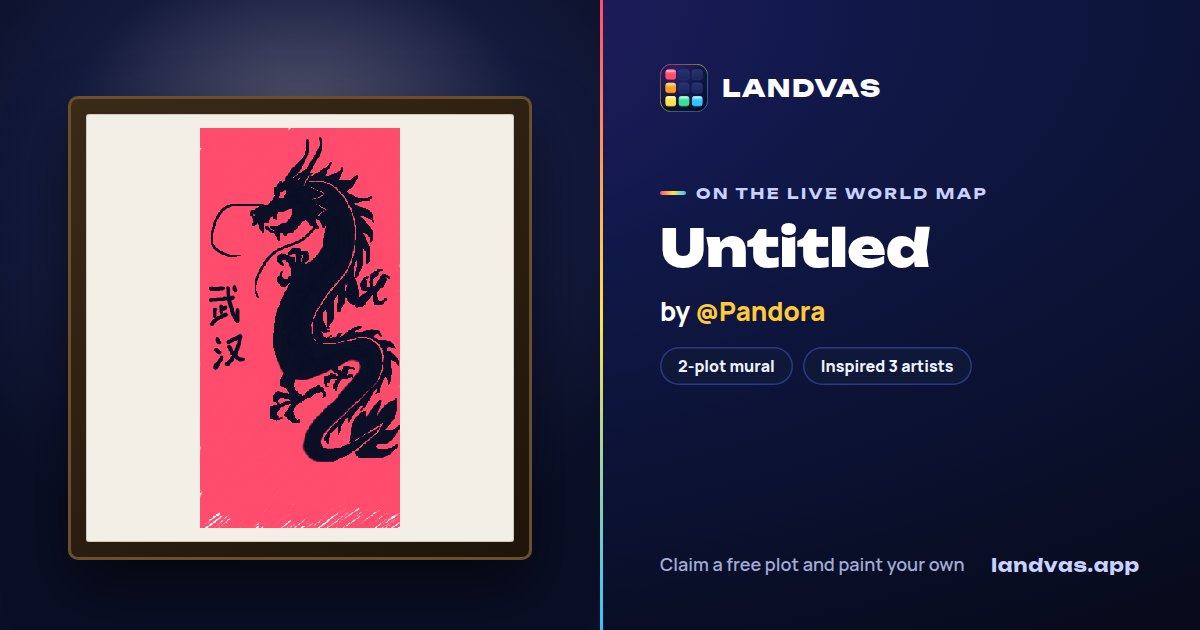 武
汉
LANDVAS
ON THE LIVE WORLD MAP
Untitled
by @Pandora
2-plot mural
Inspired 3 artists
Claim a free plot and paint your own
landvas.app